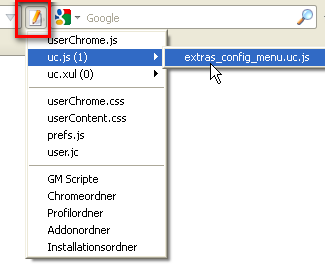 Google
userChrome.js
uc.js (1)
extras_config_menu.uc.js
uc.xul (0)
userChrome.css
userContent.css
prefs.js
user.jc
GM Scripte
Chromeordner
Profilordner
Addonordner
Installationsordner